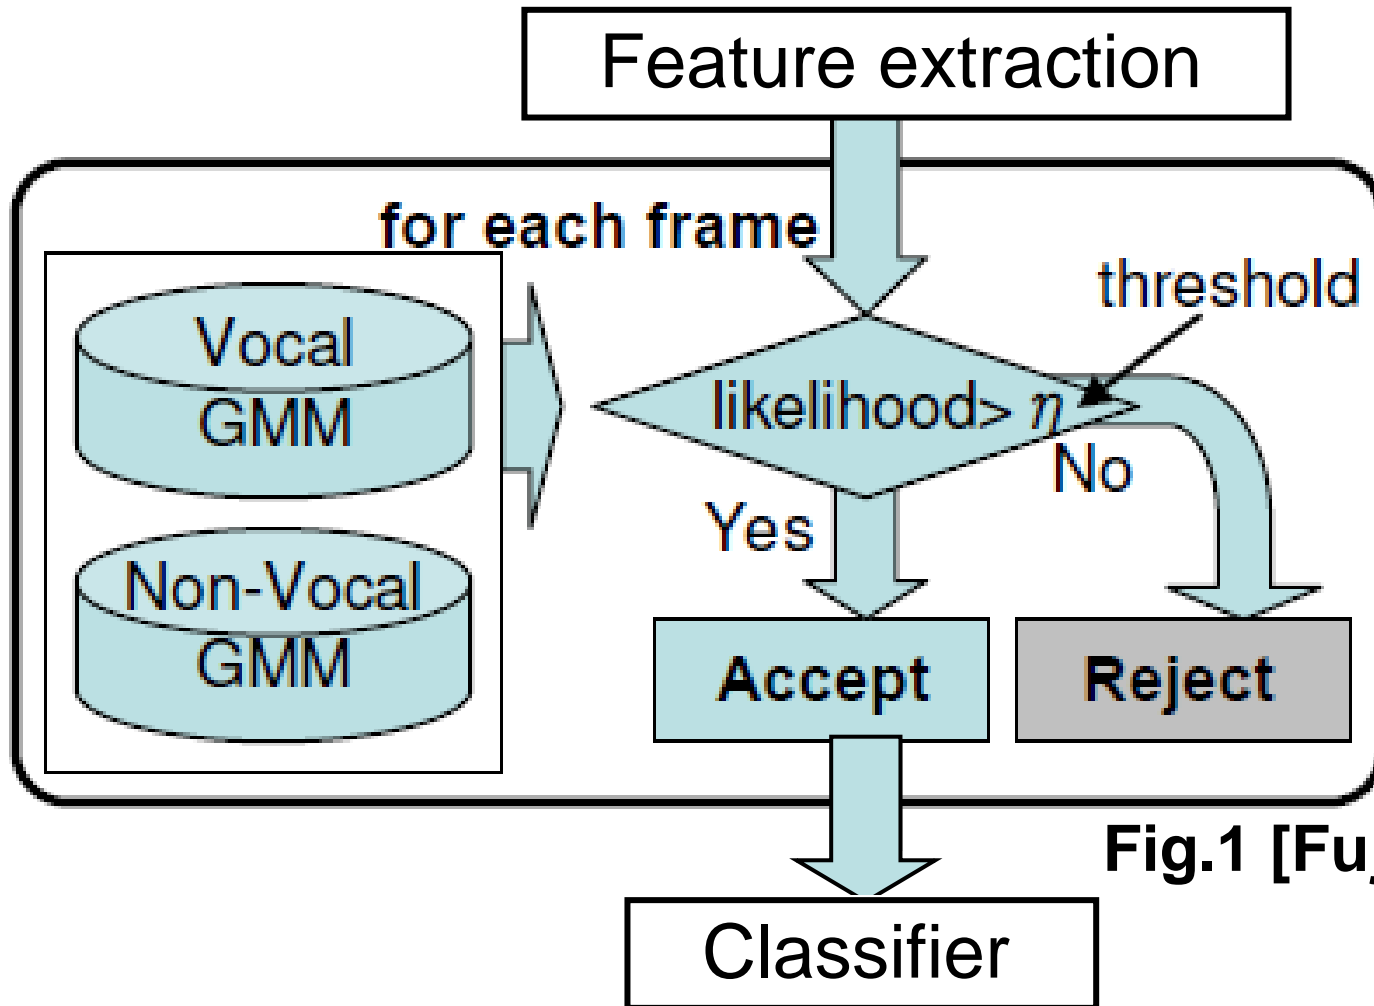 Feature extraction
for each frame
threshold
Vocal
GMM
likelihood> η
No
Yes
Non-Vocal
GMM
Accept
Reject
Fig.1
Classifier